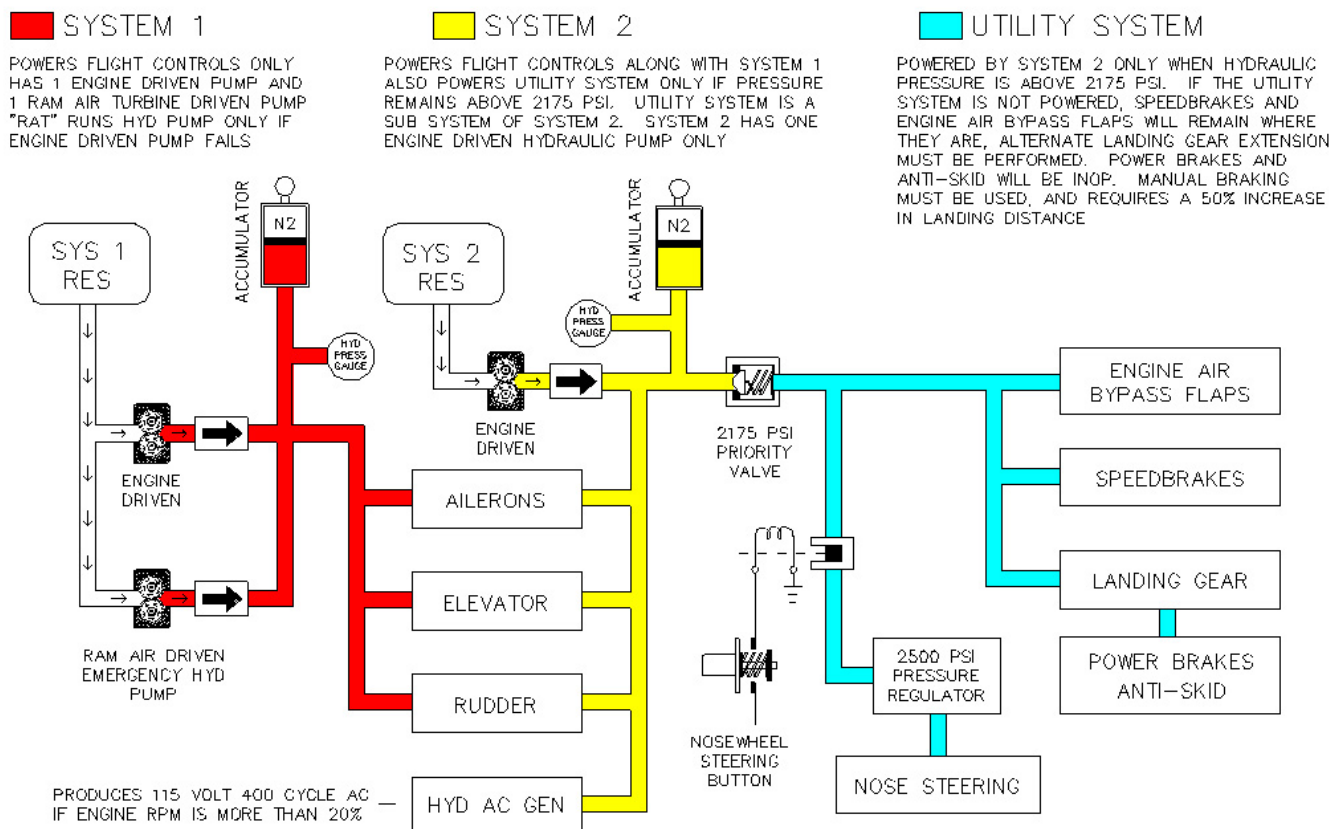 SYSTEM 1
POWERS FLIGHT CONTROLS ONLY
HAS 1 ENGINE DRIVEN PUMP AND
1 RAM AIR TURBINE DRIVEN PUMP
"RAT" RUNS HYD PUMP ONLY IF
ENGINE DRIVEN PUMP FAILS
SYSTEM 2
POWERS FLIGHT CONTROLS ALONG WITH SYSTEM 1
ALSO POWERS UTILITY SYSTEM ONLY IF PRESSURE
REMAINS ABOVE 2175 PSI. UTILITY SYSTEM IS A
SUB SYSTEM OF SYSTEM 2. SYSTEM 2 HAS ONE
ENGINE DRIVEN HYDRAULIC PUMP ONLY
UTILITY SYSTEM
POWERED BY SYSTEM 2 ONLY WHEN HYDRAULIC
PRESSURE IS ABOVE 2175 PSI. IF THE UTILITY
SYSTEM IS NOT POWERED, SPEEDBRAKES AND
ENGINE AIR BYPASS FLAPS WILL REMAIN WHERE
THEY ARE, ALTERNATE LANDING GEAR EXTENSION
MUST BE PERFORMED. POWER BRAKES AND
ANTI-SKID WILL BE INOP. MANUAL BRAKING
MUST BE USED, AND REQUIRES A 50% INCREASE
IN LANDING DISTANCE
SYS 1
RES
ACCUMULATOR
N2
HYD
PRESS
GAUGE
SYS 2
RES
ACCUMULATOR
N2
HYD
PRESS
GAUGE
ENGINE
DRIVEN
ENGINE
DRIVEN
2175 PSI
PRIORITY
VALVE
ENGINE AIR
BYPASS FLAPS
SPEEDBRAKES
LANDING GEAR
POWER BRAKES
ANTI-SKID
AILERONS
ELEVATOR
RUDDER
HYD AC GEN
RAM AIR DRIVEN
EMERGENCY HYD
PUMP
2500 PSI
PRESSURE
REGULATOR
NOSEWHEEL
STEERING
BUTTON
NOSE STEERING
PRODUCES 115 VOLT 400 CYCLE AC
IF ENGINE RPM IS MORE THAN 20%